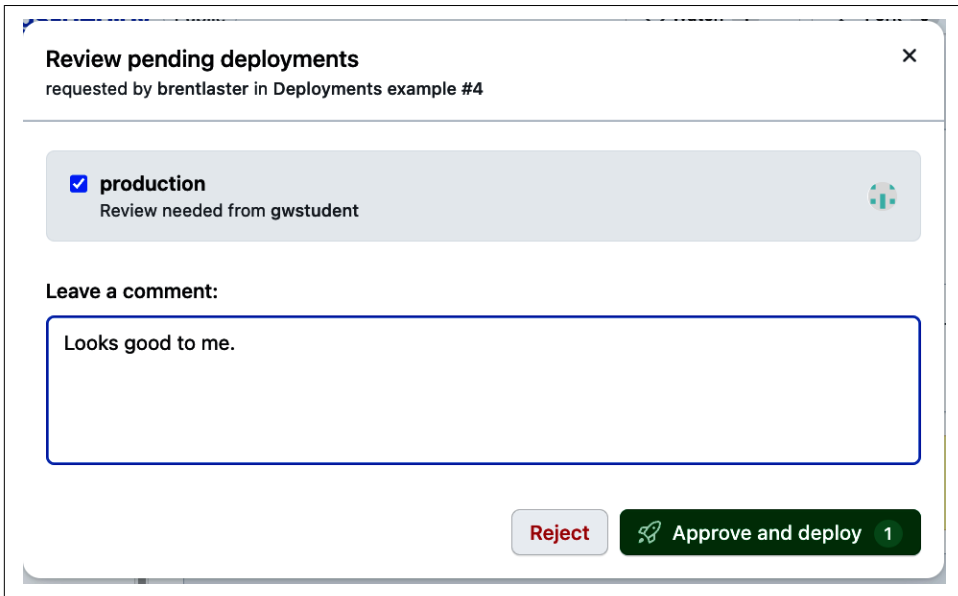 Review pending deployments
requested by brentlaster in Deployments example #4
production
Review needed from gwstudent
Leave a comment:
Looks good to me.
Reject
Approve and deploy 1